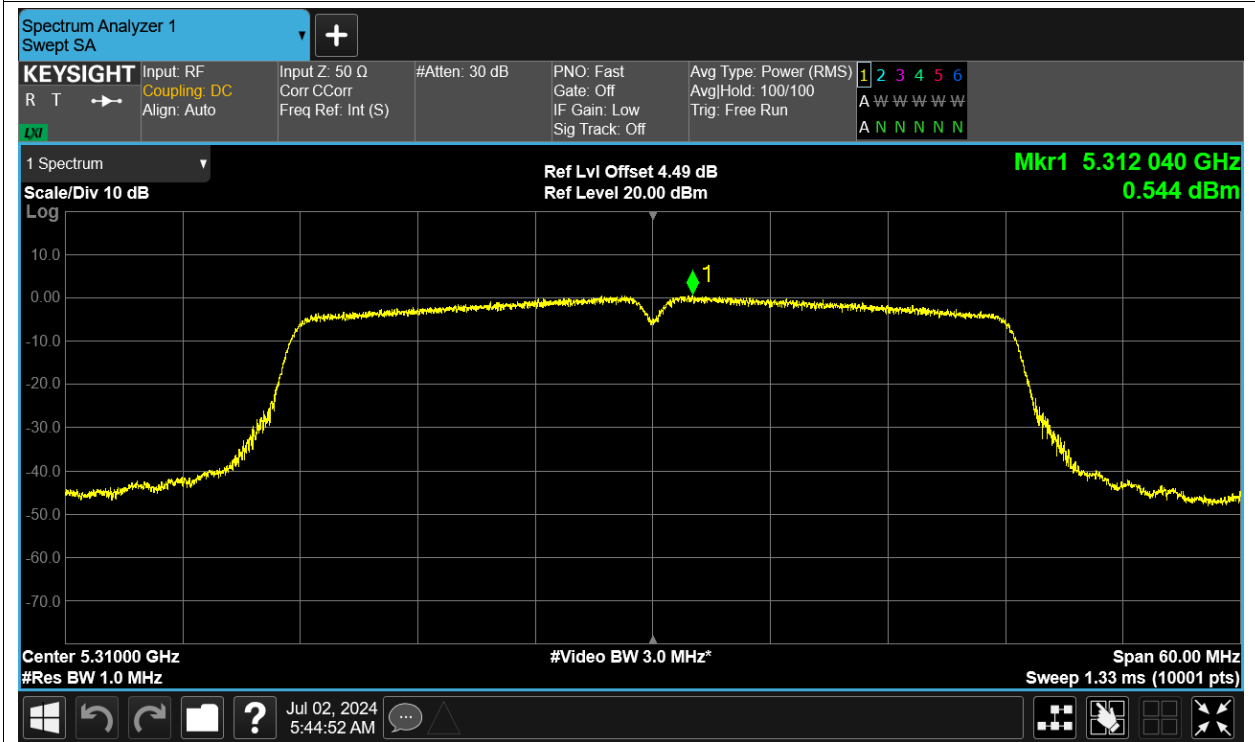 Spectrum Analyzer 1
Swept SA
+
KEYSIGHT
R T
LXI
Input: RF
Coupling: DC
Align: Auto
Input Z: 50 Ω
Corr CCorr
Freq Ref: Int (S)
#Atten: 30 dB
PNO: Fast
Gate: Off
IF Gain: Low
Sig Track: Off
Avg Type: Power (RMS)
Avg|Hold: 100/100
Trig: Free Run
1 2 3 4 5 6
A W W W W W
A N N N N N
1 Spectrum
Scale/Div 10 dB
Log
Ref Lvl Offset 4.49 dB
Ref Level 20.00 dBm
Mkr1 5.312 040 GHz
0.544 dBm
10.0
0.00
-10.0
-20.0
-30.0
-40.0
-50.0
-60.0
-70.0
1
Center 5.31000 GHz
#Res BW 1.0 MHz
#Video BW 3.0 MHz*
Span 60.00 MHz
Sweep 1.33 ms (10001 pts)
?
Jul 02, 2024
5:44:52 AM